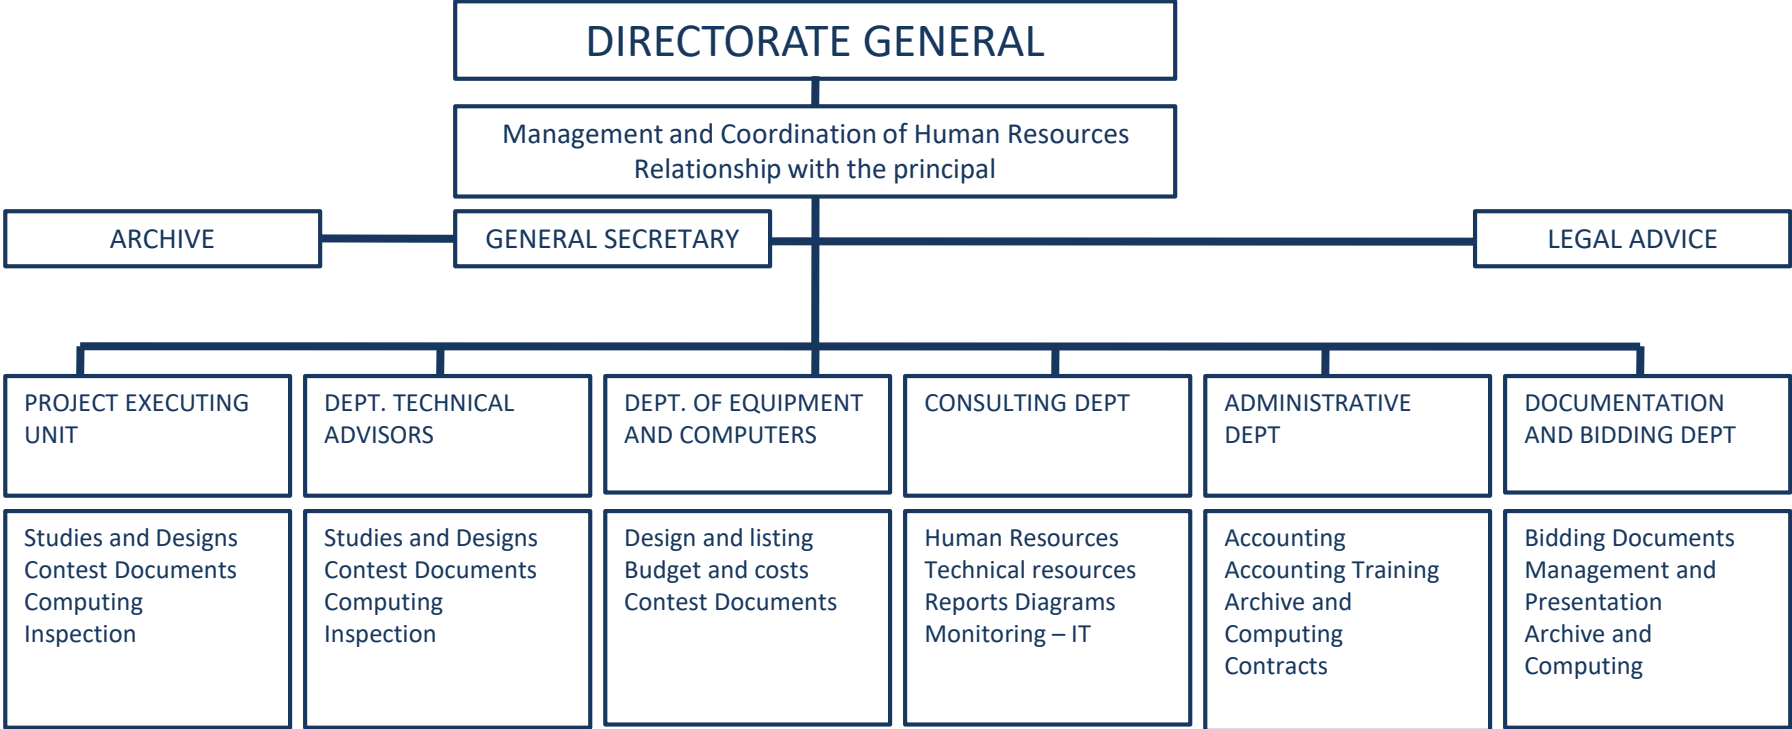 DIRECTORATE GENERAL
Management and Coordination of Human Resources
Relationship with the principal
ARCHIVE
GENERAL SECRETARY
LEGAL ADVICE
PROJECT EXECUTING
UNIT
DEPT. TECHNICAL
ADVISORS
DEPT. OF EQUIPMENT
AND COMPUTERS
CONSULTING DEPT
ADMINISTRATIVE
DEPT
DOCUMENTATION
AND BIDDING DEPT
Studies and Designs
Contest Documents
Computing
Inspection
Studies and Designs
Contest Documents
Computing
Inspection
Design and listing
Budget and costs
Contest Documents
Human Resources
Technical resources
Reports Diagrams
Monitoring – IT
Accounting
Accounting Training
Archive and
Computing
Contracts
Bidding Documents
Management and
Presentation
Archive and
Computing